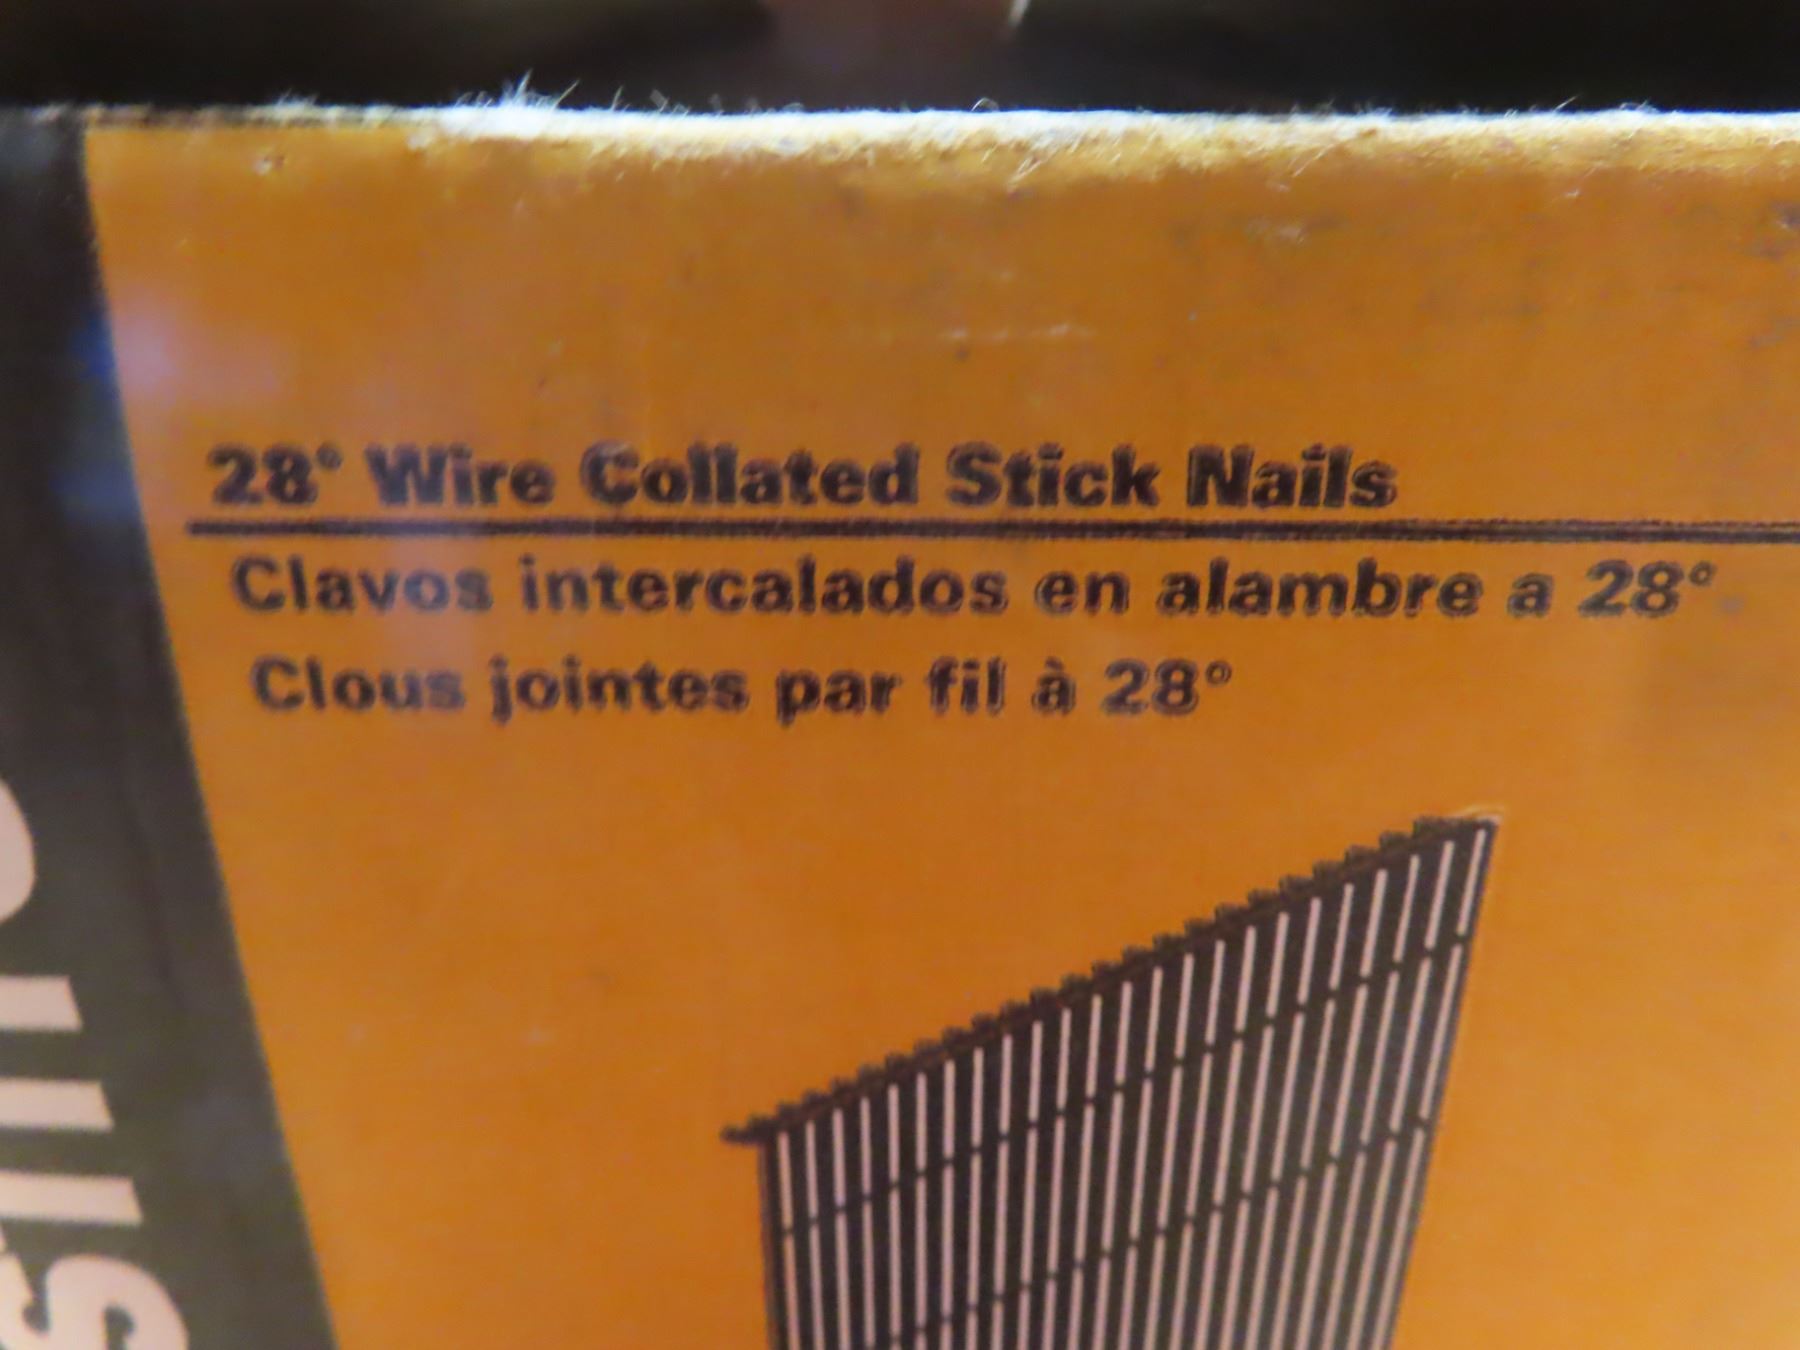 28° Wire Collated Stick Nails
Clavos intercalados en alambre a 28°
Clous jointes par fil à 28°